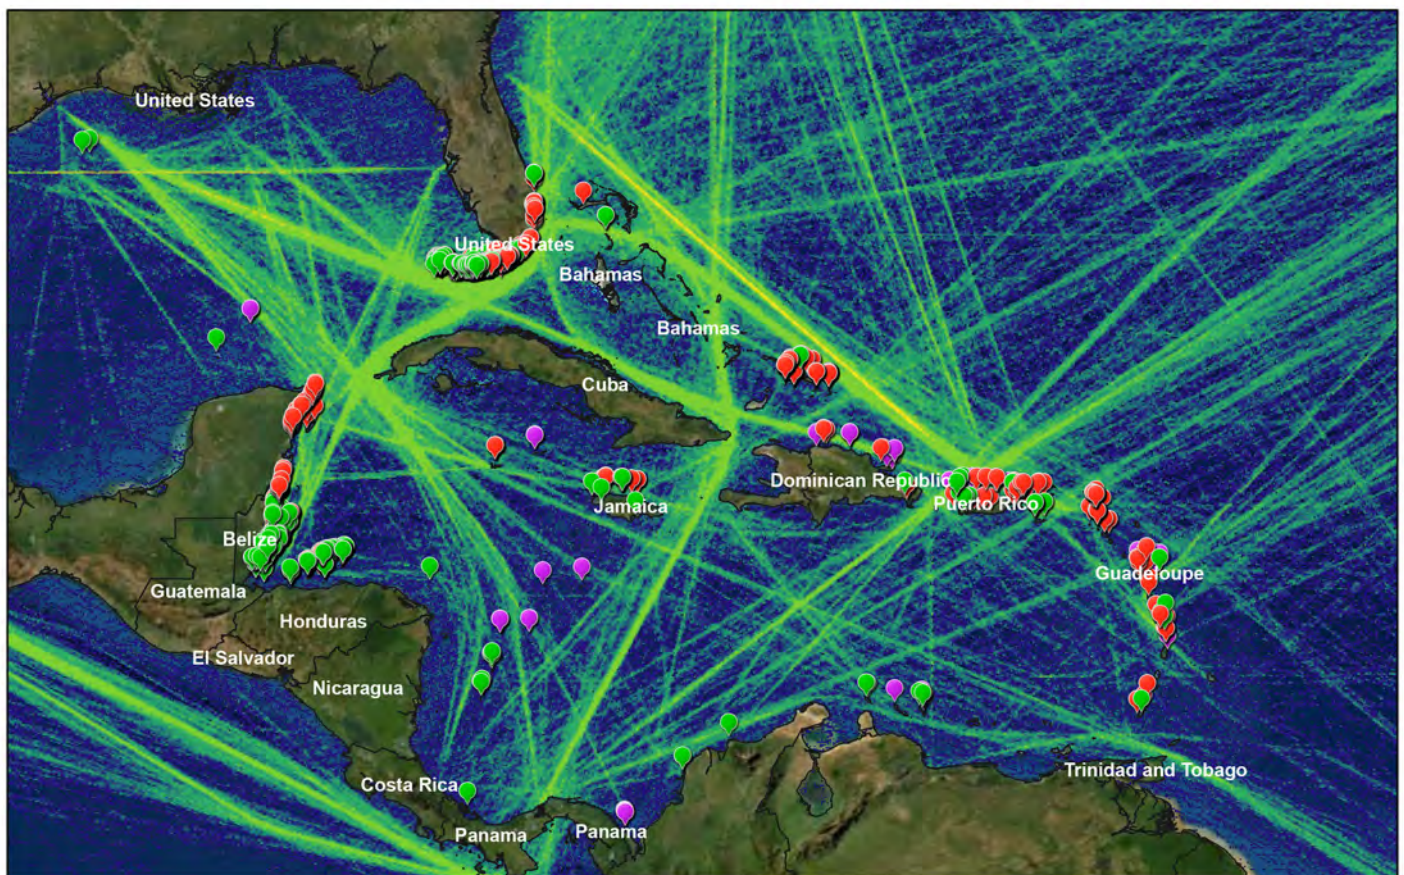 United States
United States
Bahamas
Bahamas
Cuba
Dominican Republic
Jamaica
Puerto Rico
Belize
Guadeloupe
Guatemala
Honduras
El Salvador
Nicaragua
Trinidad and Tobago
Costa Rica
Panama
Panama